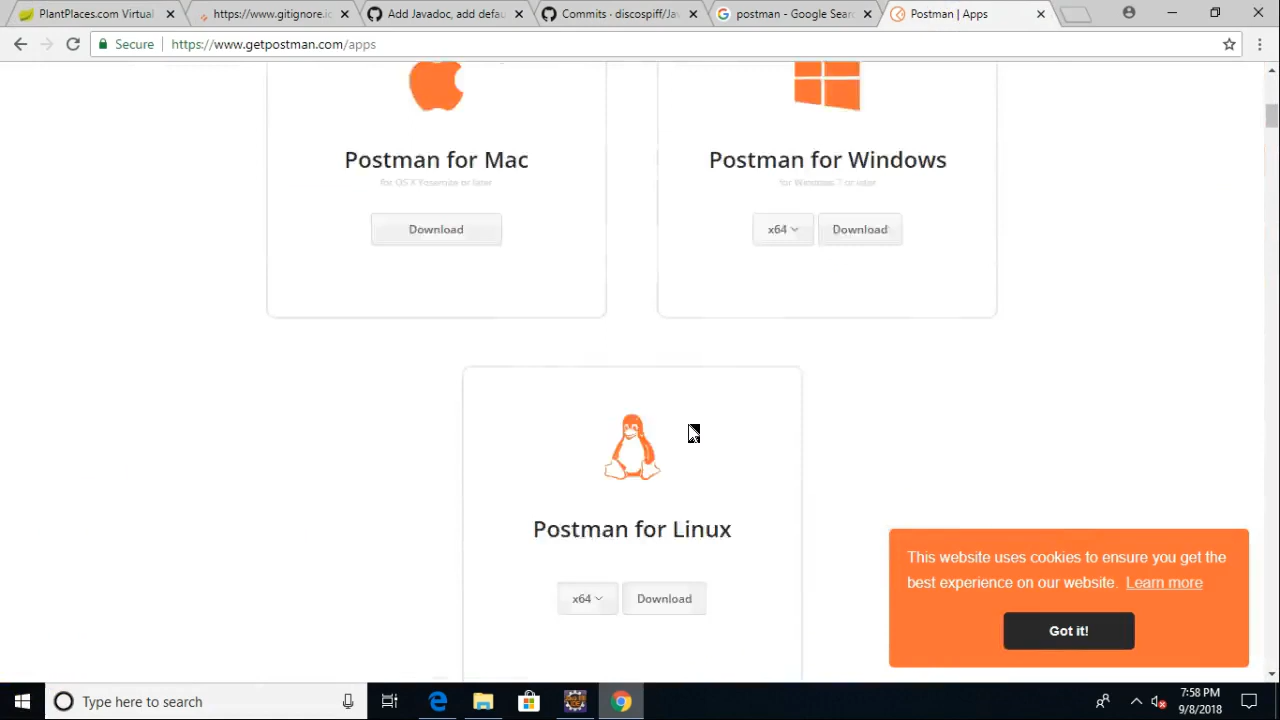 PlantPlaces.com Virtual
https://www.gitignore.io
Add Javadoc, add defau
Commits · discospiff/Jav
postman - Google Searc
Postman | Apps
Secure
https://www.getpostman.com/apps
Postman for Mac
for OS X Yosemite or later
Download
Postman for Windows
for Windows 7 or later
x64
Download
Postman for Linux
x64
Download
This website uses cookies to ensure you get the
best experience on our website. Learn more
Got it!
Type here to search
7:58 PM
9/8/2018